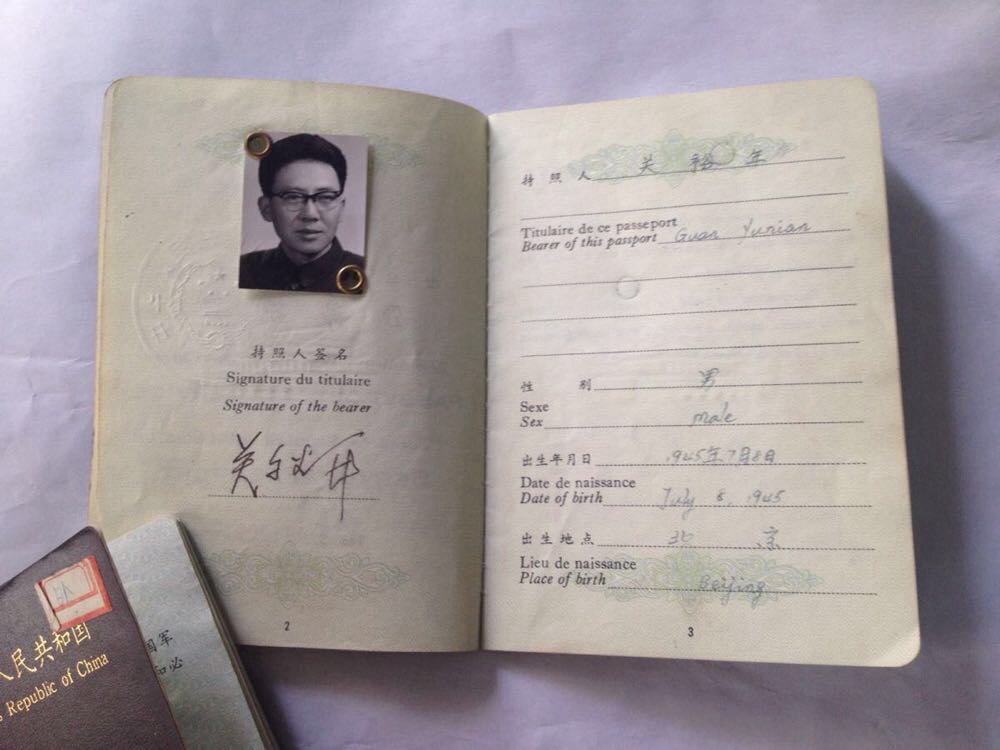 持照人签名
Signature du titulaire
Signature of the bearer
2
持照人 关裕年
Titulaire de ce passeport
Bearer of this passport Guan Yunian
性别 男
Sexe
Sex male
出生年月日 1945年7月8日
Date de naissance
Date of birth July 8, 1945
出生地点 北京
Lieu de naissance
Place of birth Beijing
3
人民共和国
Republic of China
国军
和必